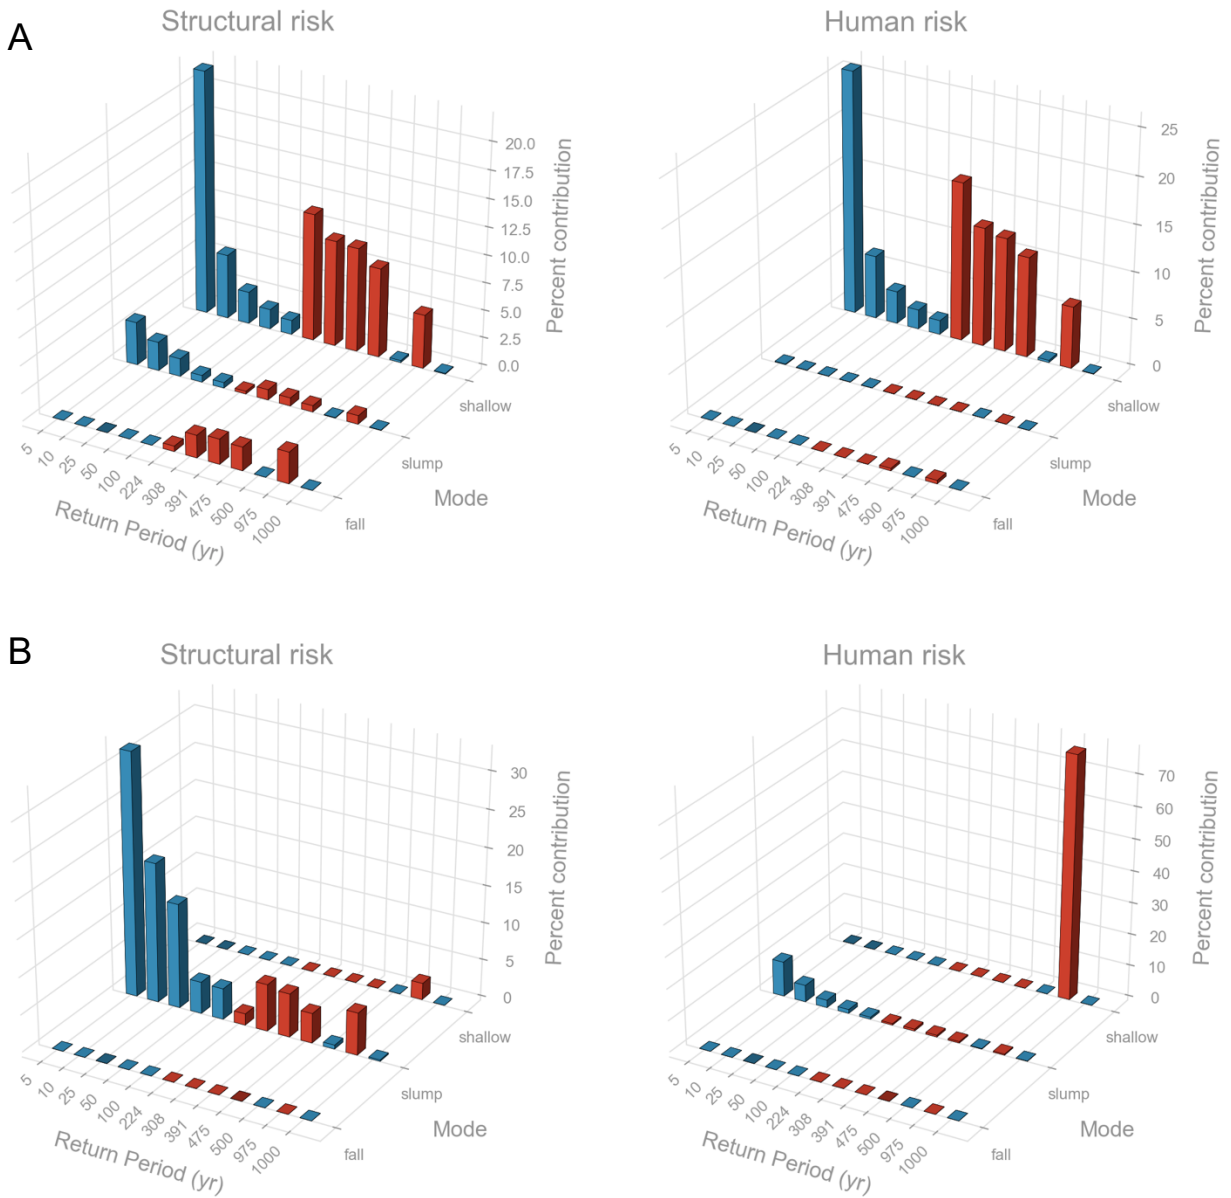 A
Structural risk
Human risk
20.0
17.5
15.0
12.5
10.0
7.5
5.0
2.5
0.0
Percent contribution
shallow
slump
fall
Mode
5
10
25
50
100
224
308
391
475
500
975
1000
Return Period (yr)
25
20
15
10
5
0
Percent contribution
shallow
slump
fall
Mode
5
10
25
50
100
224
308
391
475
500
975
1000
Return Period (yr)
B
Structural risk
Human risk
30
25
20
15
10
5
0
Percent contribution
shallow
slump
fall
Mode
5
10
25
50
100
224
308
391
475
500
975
1000
Return Period (yr)
70
60
50
40
30
20
10
0
Percent contribution
shallow
slump
fall
Mode
5
10
25
50
100
224
308
391
475
500
975
1000
Return Period (yr)